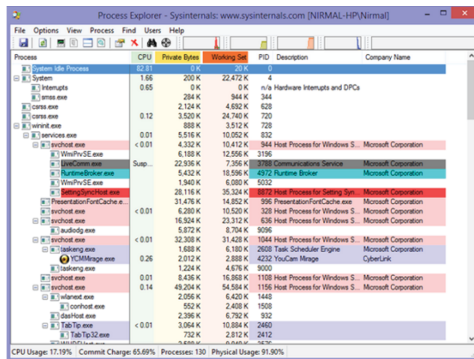 Process Explorer - Sysinternals: www.sysinternals.com [NIRMAL-HP\Nirmal]
File Options View Process Find Users Help
Process CPU Private Bytes Working Set PID Description Company Name
System Idle Process 82.81 0 K 20 K 0
System 1.66 200 K 22,472 K 4
Interrupts 0.65 0 K 0 K n/a Hardware Interrupts and DPCs
smss.exe 284 K 944 K 344
csrss.exe 2,124 K 4,692 K 628
csrss.exe 0.12 3,520 K 24,740 K 720
wininit.exe 888 K 3,512 K 728
services.exe 0.01 5,516 K 10,052 K 832
svchost.exe < 0.01 4,332 K 10,412 K 944 Host Process for Windows S... Microsoft Corporation
WmiPrvSE.exe 6,188 K 12,556 K 3196
LiveComm.exe Susp... 22,936 K 7,356 K 3788 Communications Service Microsoft Corporation
RuntimeBroker.exe 5,432 K 18,596 K 4972 Runtime Broker Microsoft Corporation
WmiPrvSE.exe 1,940 K 6,080 K 5032
SettingSyncHost.exe 28,116 K 35,324 K 8872 Host Process for Setting Syn... Microsoft Corporation
PresentationFontCache.e... 31,476 K 14,852 K 996 PresentationFontCache.exe Microsoft Corporation
svchost.exe < 0.01 6,280 K 10,520 K 328 Host Process for Windows S... Microsoft Corporation
svchost.exe 16,924 K 23,312 K 636 Host Process for Windows S... Microsoft Corporation
audiodg.exe 5,872 K 8,704 K 9096
svchost.exe < 0.01 32,308 K 31,428 K 1044 Host Process for Windows S... Microsoft Corporation
taskeng.exe 1,688 K 6,180 K 2608 Task Scheduler Engine Microsoft Corporation
YCMMirage.exe 0.26 2,012 K 2,888 K 4232 YouCam Mirage CyberLink
taskeng.exe 1,224 K 4,676 K 9000
svchost.exe 0.01 8,436 K 16,868 K 1108 Host Process for Windows S... Microsoft Corporation
svchost.exe 0.14 49,204 K 54,584 K 1156 Host Process for Windows S... Microsoft Corporation
wlanext.exe 2,056 K 6,420 K 1448
conhost.exe 552 K 2,408 K 1508
dasHost.exe 2,396 K 6,792 K 932
TabTip.exe < 0.01 3,064 K 10,884 K 2460
TabTip32.exe 732 K 2,812 K 2412
CPU Usage: 17.19% Commit Charge: 65.69% Processes: 130 Physical Usage: 91.90%